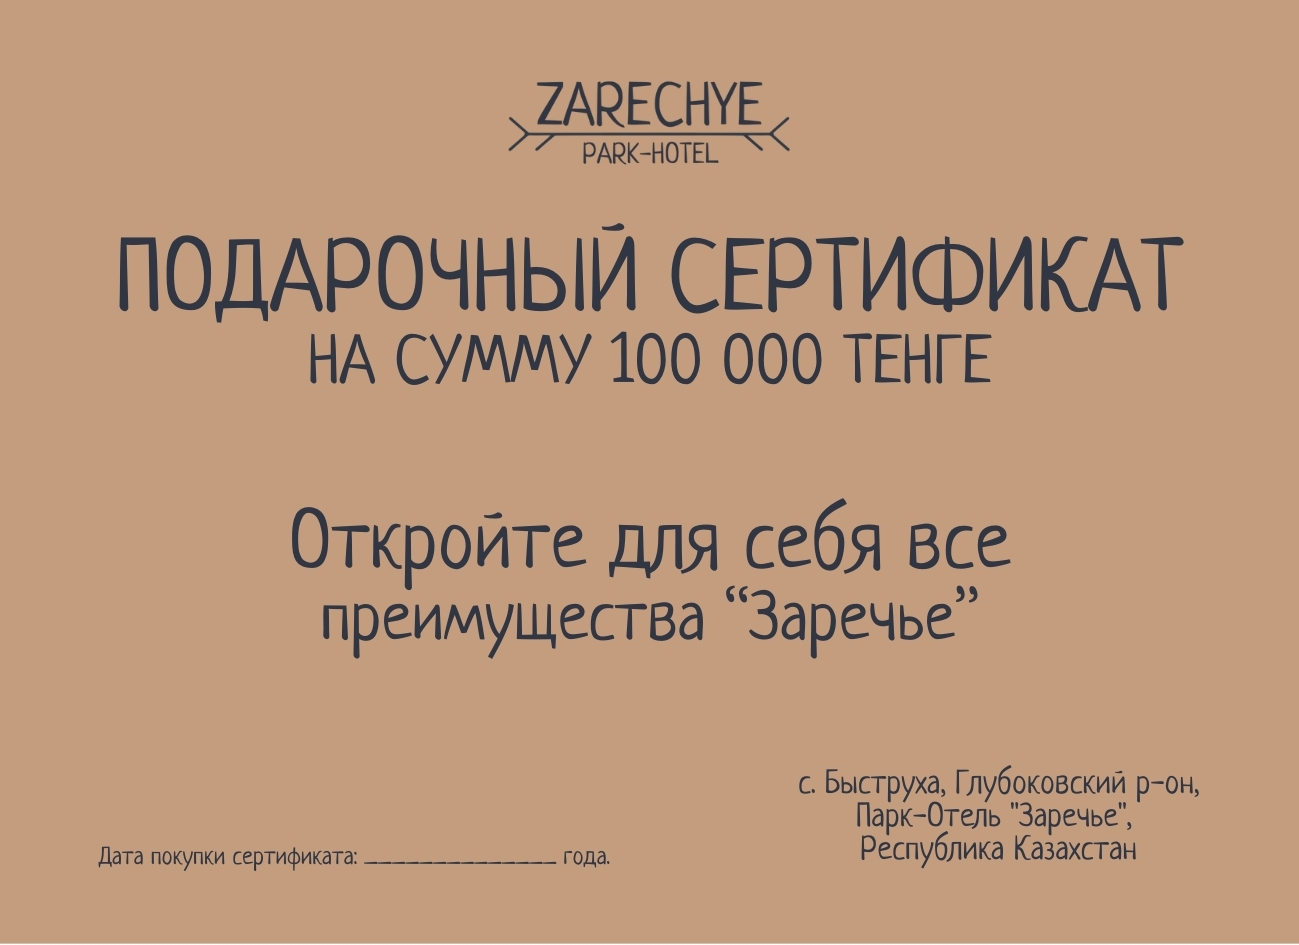 ZARECHYE
PARK-HOTEL
ПОДАРОЧНЫЙ СЕРТИФИКАТ
НА СУММУ 100 000 ТЕНГЕ
Откройте для себя все
преимущества “Заречье”
с. Быструха, Глубоковский р-он,
Парк-Отель "Заречье",
Республика Казахстан
Дата покупки сертификата: ______________ года.